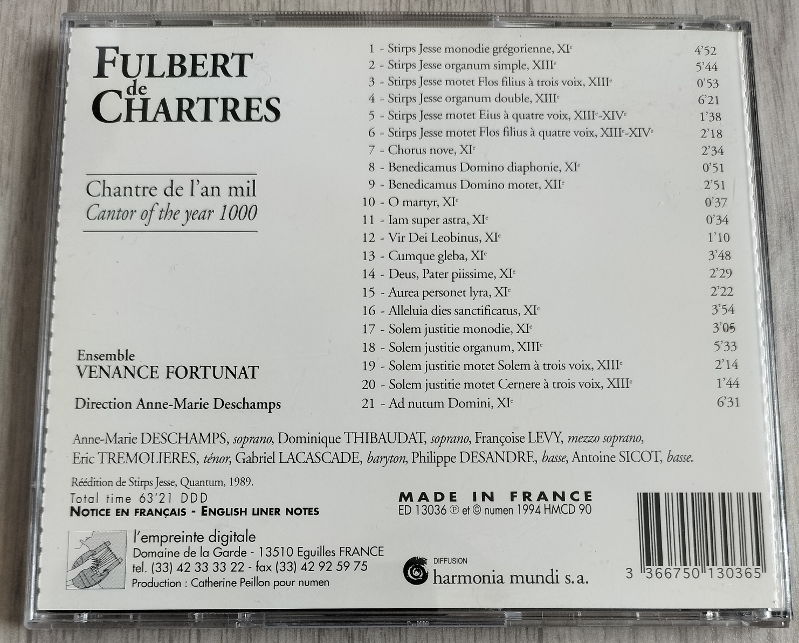 FULBERT
de
CHARTRES
Chantre de l'an mil
Cantor of the year 1000
Ensemble
VENANCE FORTUNAT
Direction Anne-Marie Deschamps
1 - Stirps Jesse monodie grégorienne, XIᵉ 4'52
2 - Stirps Jesse organum simple, XIIIᵉ 5'44
3 - Stirps Jesse motet Flos filius à trois voix, XIIIᵉ 0'53
4 - Stirps Jesse organum double, XIIIᵉ 6'21
5 - Stirps Jesse motet Eius à quatre voix, XIIIᵉ-XIVᵉ 1'38
6 - Stirps Jesse motet Flos filius à quatre voix, XIIIᵉ-XIVᵉ 2'18
7 - Chorus nove, XIᵉ 2'34
8 - Benedicamus Domino diaphonie, XIᵉ 0'51
9 - Benedicamus Domino motet, XIIᵉ 2'51
10 - O martyr, XIᵉ 0'37
11 - Iam super astra, XIᵉ 0'34
12 - Vir Dei Leobinus, XIᵉ 1'10
13 - Cumque gleba, XIᵉ 3'48
14 - Deus, Pater piissime, XIᵉ 2'29
15 - Aurea personet lyra, XIᵉ 2'22
16 - Alleluia dies sanctificatus, XIᵉ 3'54
17 - Solem justitie monodie, XIᵉ 3'05
18 - Solem justitie organum, XIIIᵉ 5'33
19 - Solem justitie motet Solem à trois voix, XIIIᵉ 2'14
20 - Solem justitie motet Cernere à trois voix, XIIIᵉ 1'44
21 - Ad nutum Domini, XIᵉ 6'31
Anne-Marie DESCHAMPS, soprano, Dominique THIBAUDAT, soprano, Françoise LEVY, mezzo soprano,
Eric TREMOLIERES, ténor, Gabriel LACASCADE, baryton, Philippe DESANDRE, basse, Antoine SICOT, basse.
Réédition de Stirps Jesse, Quantum, 1989.
Total time 63'21 DDD
NOTICE EN FRANÇAIS - ENGLISH LINER NOTES
MADE IN FRANCE
ED 13036 ℗ et © numen 1994 HMCD 90
l'empreinte digitale
Domaine de la Garde - 13510 Eguilles FRANCE
tel. (33) 42 33 33 22 - fax (33) 42 92 59 75
Production : Catherine Peillon pour numen
DIFFUSION
harmonia mundi s.a.
3 366750 130365